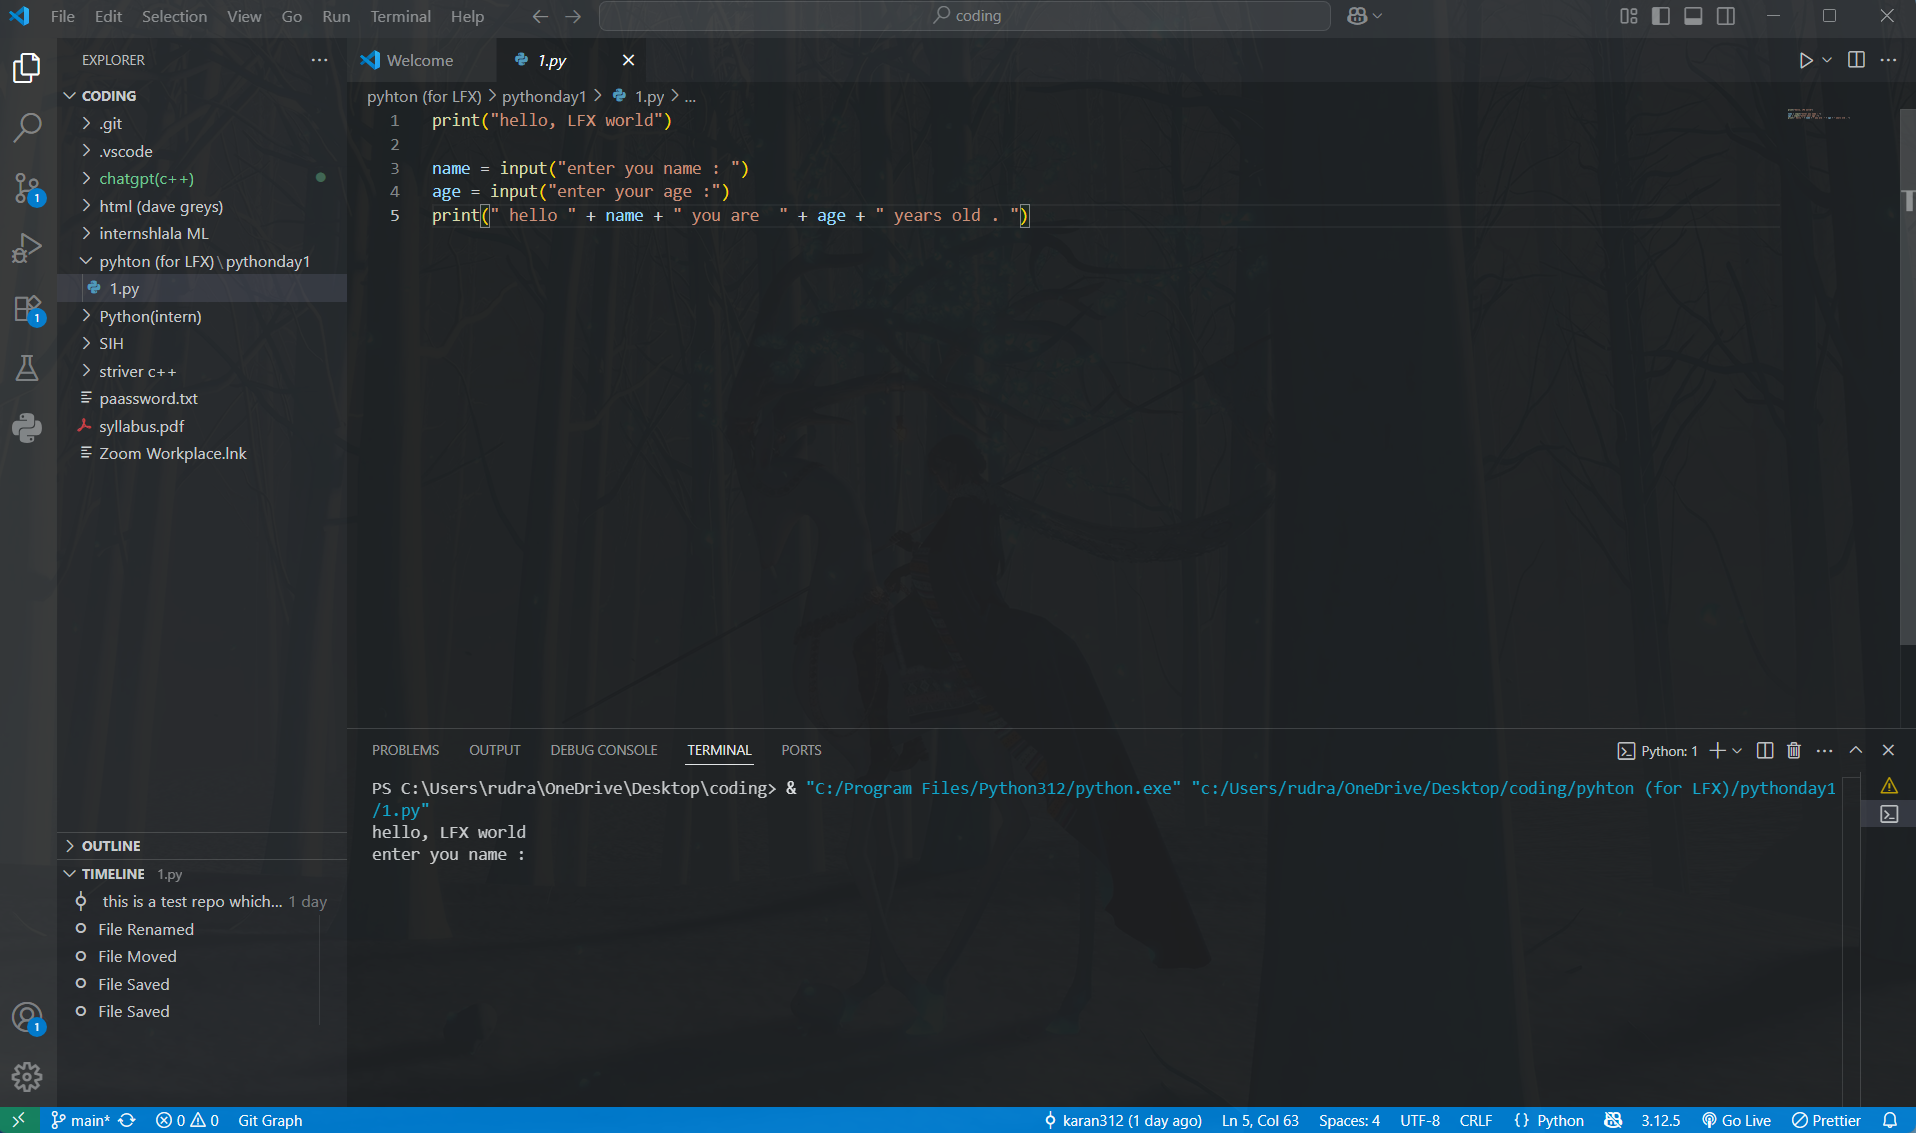 File Edit Selection View Go Run Terminal Help
coding
EXPLORER
CODING
.git
.vscode
chatgpt(c++)
html (dave greys)
internshlala ML
pyhton (for LFX)\pythonday1
1.py
Python(intern)
SIH
striver c++
paassword.txt
syllabus.pdf
Zoom Workplace.lnk
OUTLINE
TIMELINE 1.py
this is a test repo which... 1 day
File Renamed
File Moved
File Saved
File Saved
1
1
1
Welcome
1.py
pyhton (for LFX) > pythonday1 > 1.py > ...
1 print("hello, LFX world")
2
3 name = input("enter you name : ")
4 age = input("enter your age :")
5 print(" hello " + name + " you are  " + age + " years old . ")
PROBLEMS OUTPUT DEBUG CONSOLE TERMINAL PORTS
Python: 1
PS C:\Users\rudra\OneDrive\Desktop\coding> & "C:/Program Files/Python312/python.exe" "c:/Users/rudra/OneDrive/Desktop/coding/pyhton (for LFX)/pythonday1
/1.py"
hello, LFX world
enter you name :
main* 0 0 Git Graph karan312 (1 day ago) Ln 5, Col 63 Spaces: 4 UTF-8 CRLF {} Python 3.12.5 Go Live Prettier